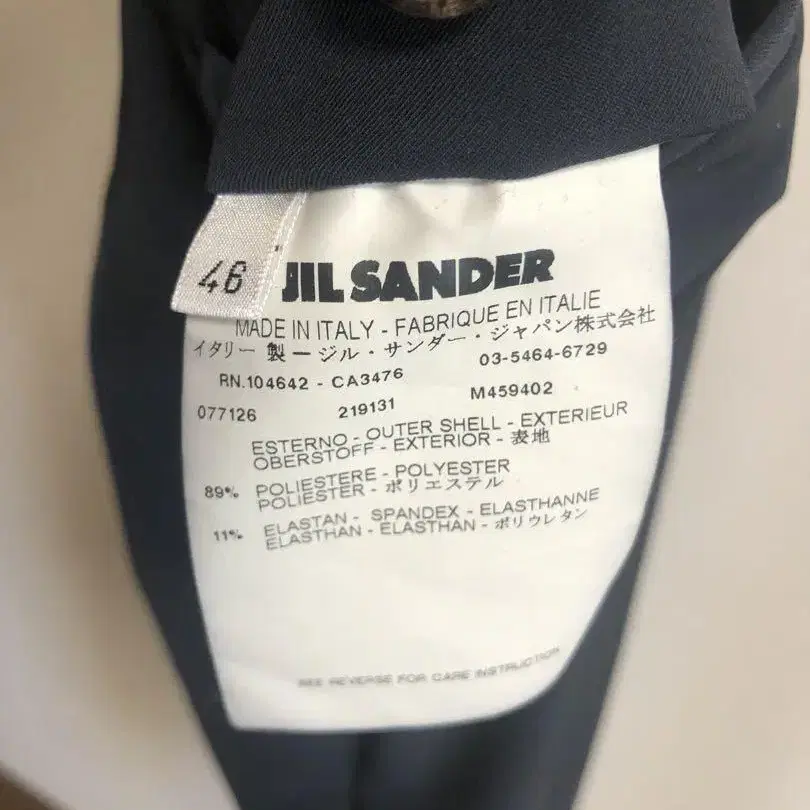 46
JIL SANDER
MADE IN ITALY - FABRIQUE EN ITALIE
イタリー 製 ー ジル・サンダー・ジャパン株式会社
03-5464-6729
RN.104642 - CA3476
M459402
077126 219131
ESTERNO - OUTER SHELL - EXTERIEUR
OBERSTOFF - EXTERIOR - 表地
89% POLIESTERE - POLYESTER
POLIESTER - ポリエステル
11% ELASTAN - SPANDEX - ELASTHANNE
ELASTHAN - ELASTHAN - ポリウレタン
SEE REVERSE FOR CARE INSTRUCTION